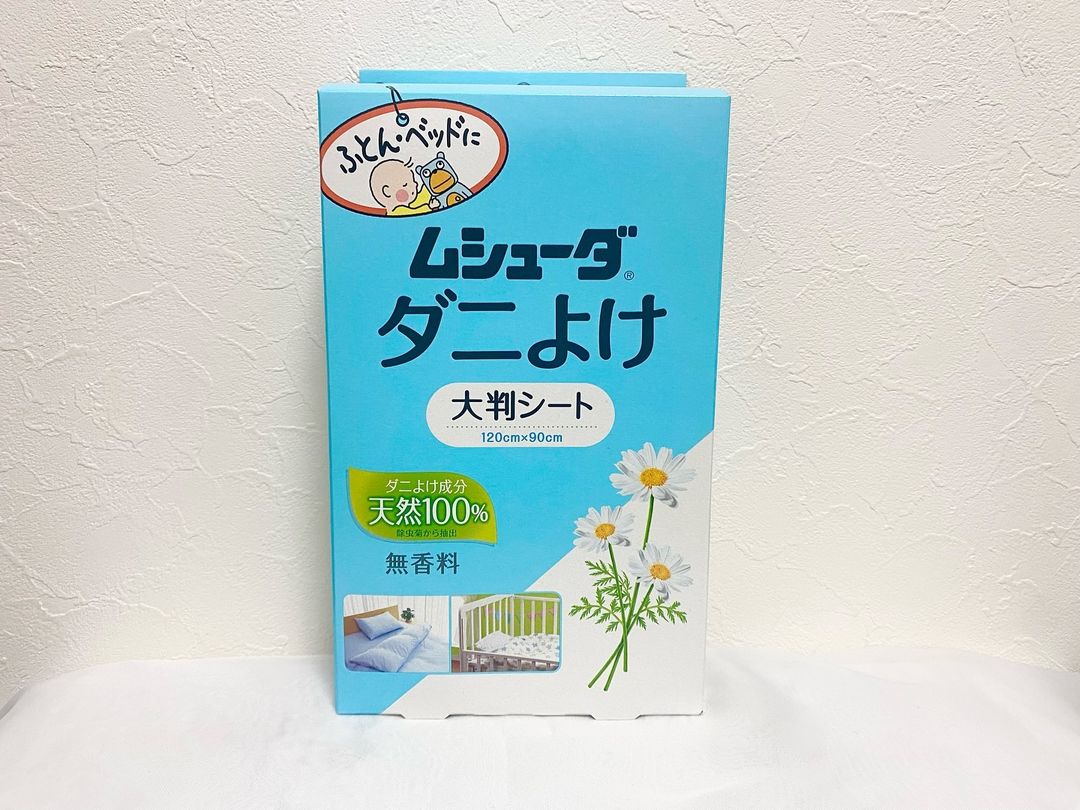 ふとん・ベッドに
ムシューダ®
ダニよけ
大判シート
120cm×90cm
ダニよけ成分
天然100%
除虫菊から抽出
無香料